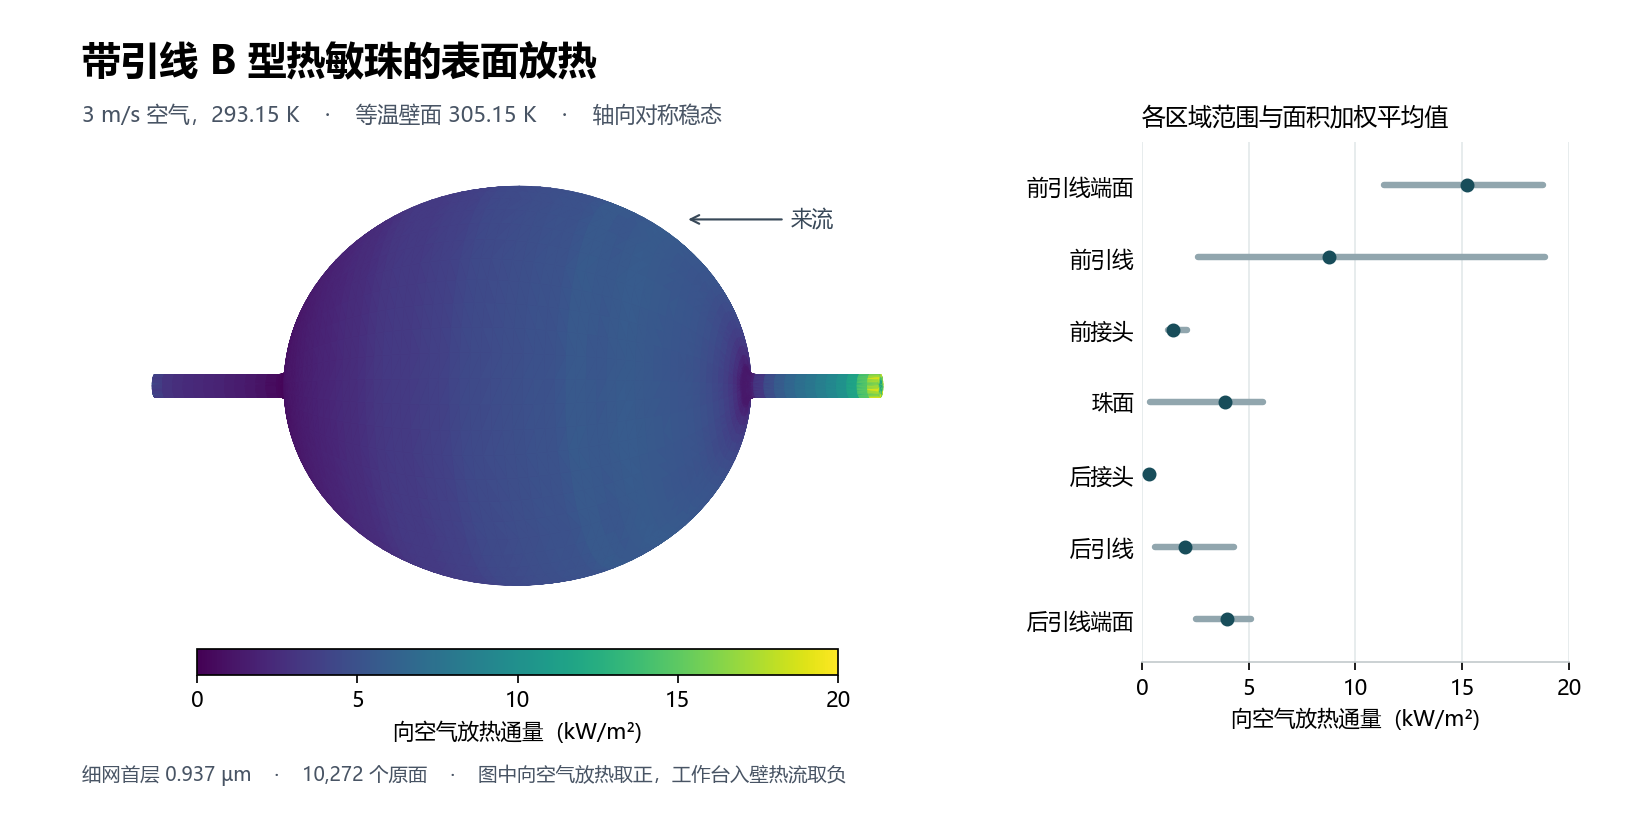 带引线 B 型热敏珠的表面放热
3 m/s 空气，293.15 K · 等温壁面 305.15 K · 轴向对称稳态
来流
0 5 10 15 20
向空气放热通量 (kW/m²)
各区域范围与面积加权平均值
前引线端面
前引线
前接头
珠面
后接头
后引线
后引线端面
0 5 10 15 20
向空气放热通量 (kW/m²)
细网首层 0.937 µm · 10,272 个原面 · 图中向空气放热取正，工作台入壁热流取负